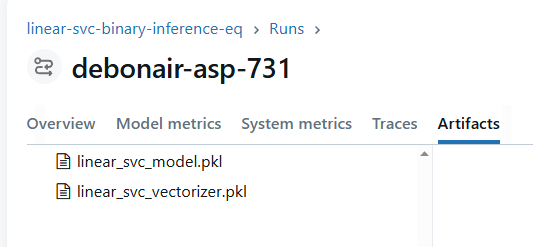 linear-svc-binary-inference-eq > Runs >
debonair-asp-731
Overview Model metrics System metrics Traces Artifacts
linear_svc_model.pkl
linear_svc_vectorizer.pkl